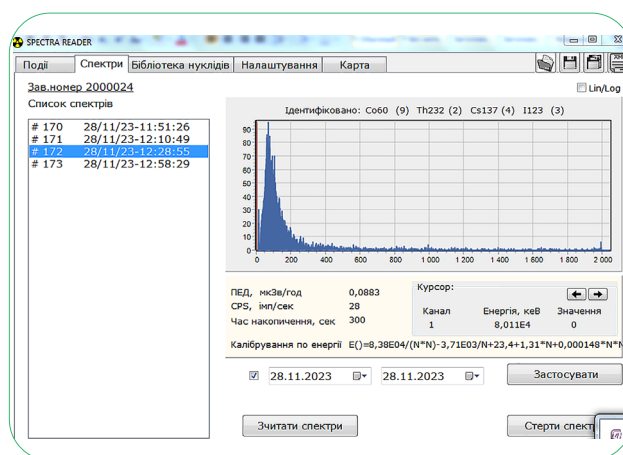 SPECTRA READER
Події Спектри Бібліотека нуклідів Налаштування Карта
Зав.номер 2000024
Lin/Log
Список спектрів
# 170 28/11/23-11:51:26
# 171 28/11/23-12:10:49
# 172 28/11/23-12:28:55
# 173 28/11/23-12:58:29
Ідентифіковано: Co60 (9) Th232 (2) Cs137 (4) I123 (3)
90
80
70
60
50
40
30
20
10
0
0 200 400 600 800 1 000 1 200 1 400 1 600 1 800 2 000
ПЕД, мкЗв/год 0,0883
CPS, імп/сек 28
Час накопичення, сек 300
Курсор:
Канал Енергія, кеВ Значення
1 8,011E4 0
Калібрування по енергії E()=8,38E04/(N*N)-3,71E03/N+23,4+1,31*N+0,000148*N*N
28.11.2023 28.11.2023 Застосувати
Зчитати спектри Стерти спект